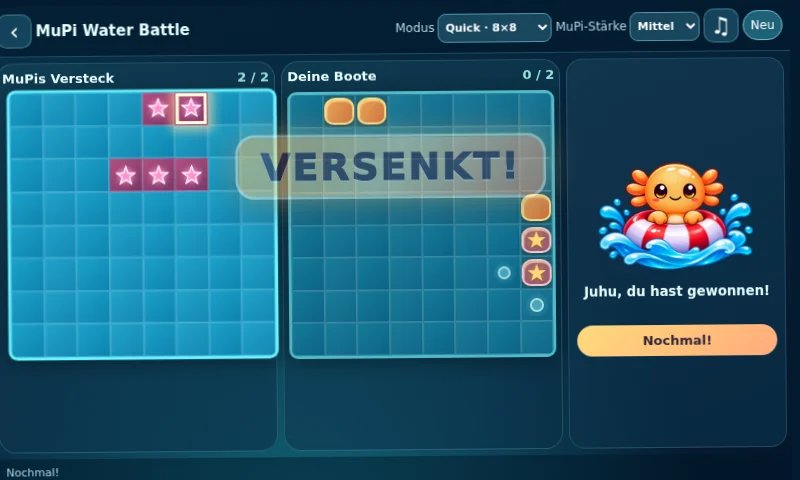 MuPi Water Battle
Modus Quick · 8×8 MuPi-Stärke Mittel Neu
MuPis Versteck 2 / 2
Deine Boote 0 / 2
VERSENKT!
Juhu, du hast gewonnen!
Nochmal!
Nochmal!